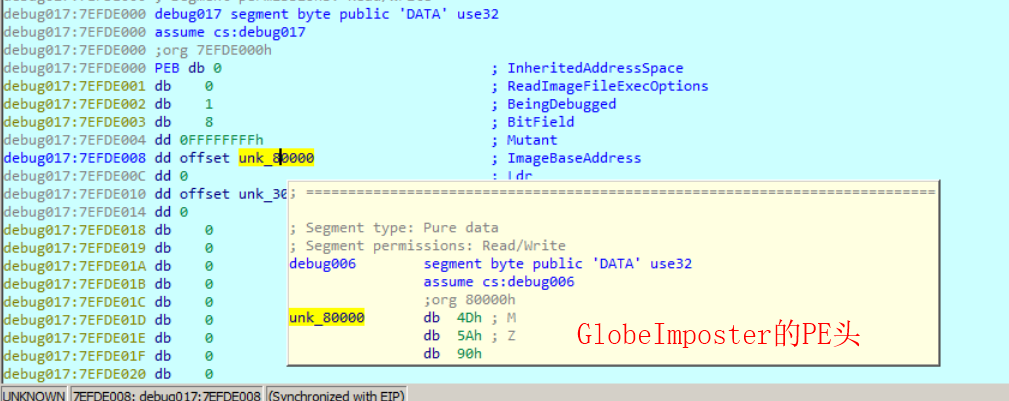 debug017:7EFDE000 ; Segment permissions: Read/Write
debug017:7EFDE000 debug017 segment byte public 'DATA' use32
debug017:7EFDE000 assume cs:debug017
debug017:7EFDE000 ;org 7EFDE000h
debug017:7EFDE000 PEB db 0 ; InheritedAddressSpace
debug017:7EFDE001 db 0 ; ReadImageFileExecOptions
debug017:7EFDE002 db 1 ; BeingDebugged
debug017:7EFDE003 db 8 ; BitField
debug017:7EFDE004 dd 0FFFFFFFFh ; Mutant
debug017:7EFDE008 dd offset unk_80000 ; ImageBaseAddress
debug017:7EFDE00C dd 0 ; Ldr
debug017:7EFDE010 dd offset unk_30
debug017:7EFDE014 dd 0
debug017:7EFDE018 db 0
debug017:7EFDE019 db 0
debug017:7EFDE01A db 0
debug017:7EFDE01B db 0
debug017:7EFDE01C db 0
debug017:7EFDE01D db 0
debug017:7EFDE01E db 0
debug017:7EFDE01F db 0
debug017:7EFDE020 db 0
; ===========================================================================
; Segment type: Pure data
; Segment permissions: Read/Write
debug006 segment byte public 'DATA' use32
assume cs:debug006
;org 80000h
unk_80000 db 4Dh ; M
db 5Ah ; Z
db 90h
GlobeImposter的PE头
UNKNOWN 7EFDE008: debug017:7EFDE008 (Synchronized with EIP)